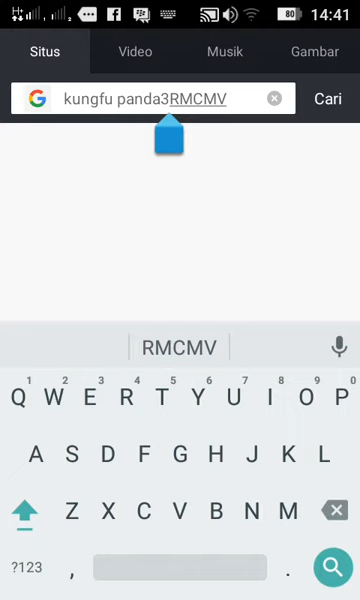 80 14:41
Situs Video Musik Gambar
kungfu panda3RMCMV Cari
RMCMV
1 2 3 4 5 6 7 8 9 0
Q W E R T Y U I O P
A S D F G H J K L
Z X C V B N M
?123 , .